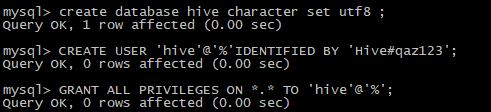 mysql> create database hive character set utf8 ;
Query OK, 1 row affected (0.00 sec)
mysql> CREATE USER 'hive'@'%'IDENTIFIED BY 'Hive#qaz123';
Query OK, 0 rows affected (0.00 sec)
mysql> GRANT ALL PRIVILEGES ON *.* TO 'hive'@'%';
Query OK, 0 rows affected (0.00 sec)